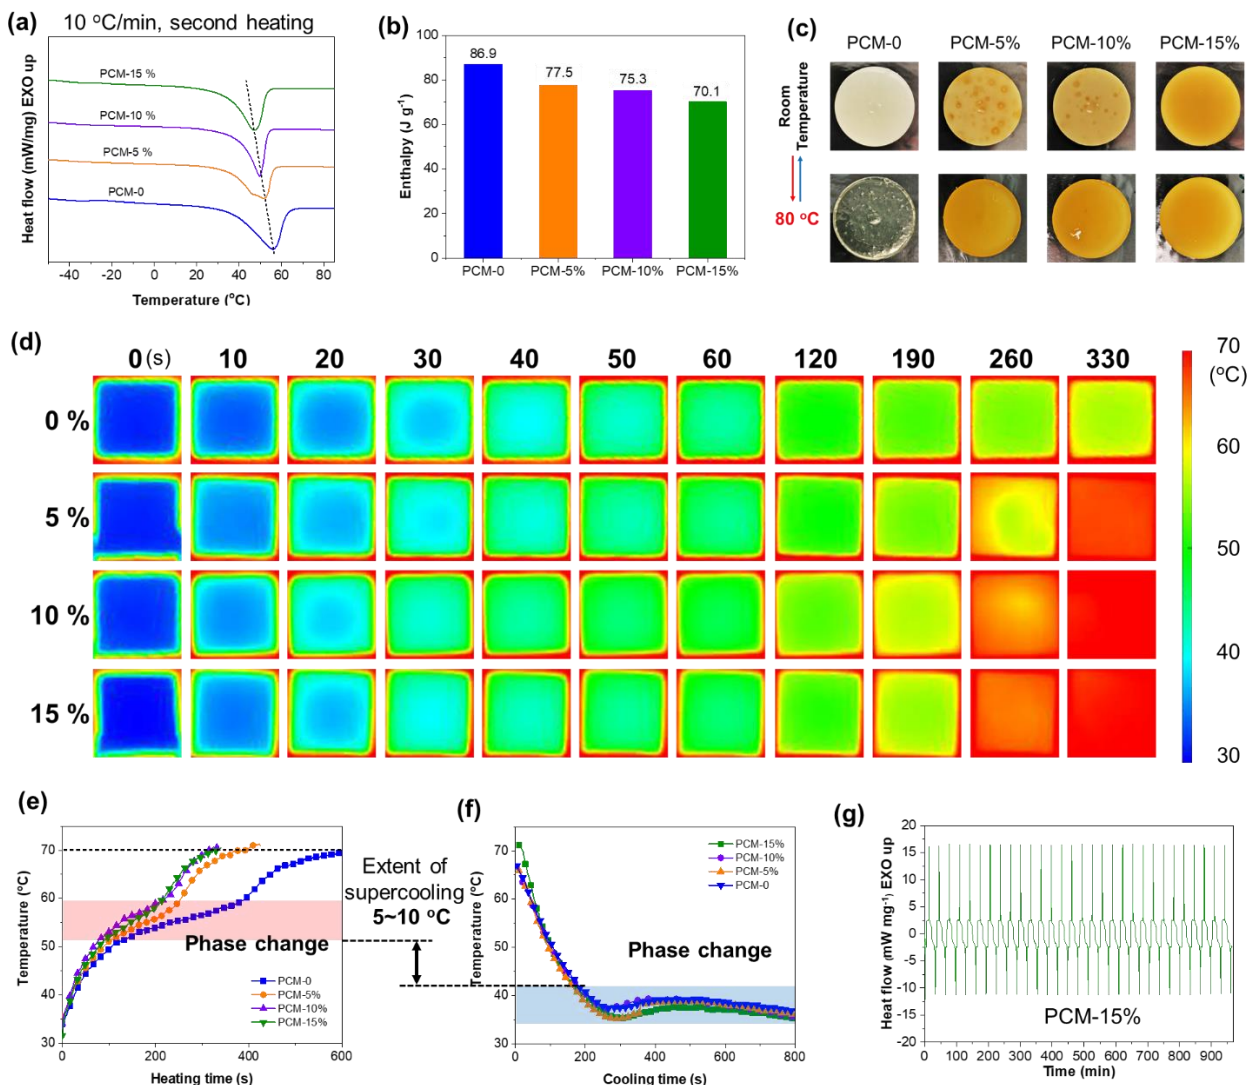 (a)
10 °C/min, second heating
Heat flow (mW/mg) EXO up
PCM-15 %
PCM-10 %
PCM-5 %
PCM-0
-40 -20 0 20 40 60 80
Temperature (°C)
(b)
Enthalpy (J g⁻¹)
100
80
60
40
20
0
86.9
77.5
75.3
70.1
PCM-0 PCM-5% PCM-10% PCM-15%
(c)
PCM-0 PCM-5% PCM-10% PCM-15%
Room
Temperature
80 °C
(d)
0 (s) 10 20 30 40 50 60 120 190 260 330
0 %
5 %
10 %
15 %
70
(°C)
60
50
40
30
(e)
Temperature (°C)
70
60
50
40
30
Phase change
PCM-0
PCM-5%
PCM-10%
PCM-15%
0 200 400 600
Heating time (s)
Extent of
supercooling
5~10 °C
(f)
Temperature (°C)
70
60
50
40
30
PCM-15%
PCM-10%
PCM-5%
PCM-0
Phase change
0 200 400 600 800
Cooling time (s)
(g)
Heat flow (mW mg⁻¹) EXO up
20
15
10
5
0
-5
-10
-15
-20
PCM-15%
0 100 200 300 400 500 600 700 800 900
Time (min)